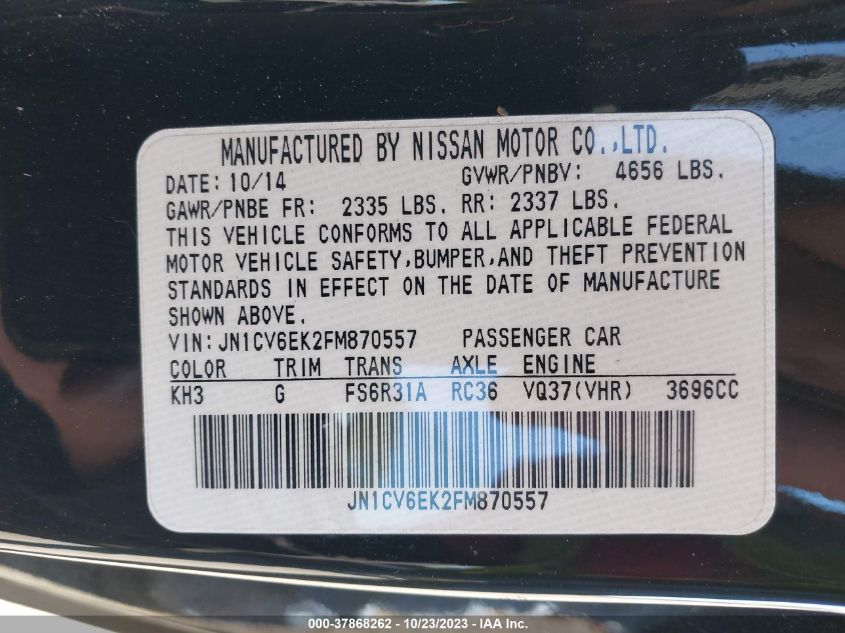 MANUFACTURED BY NISSAN MOTOR CO.,LTD.
DATE: 10/14 GVWR/PNBV: 4656 LBS.
GAWR/PNBE FR: 2335 LBS. RR: 2337 LBS.
THIS VEHICLE CONFORMS TO ALL APPLICABLE FEDERAL
MOTOR VEHICLE SAFETY,BUMPER,AND THEFT PREVENTION
STANDARDS IN EFFECT ON THE DATE OF MANUFACTURE
SHOWN ABOVE.
VIN:JN1CV6EK2FM870557 PASSENGER CAR
COLOR TRIM TRANS AXLE ENGINE
KH3 G FS6R31A RC36 VQ37(VHR) 3696CC
JN1CV6EK2FM870557
000-37868262 - 10/23/2023 - IAA Inc.